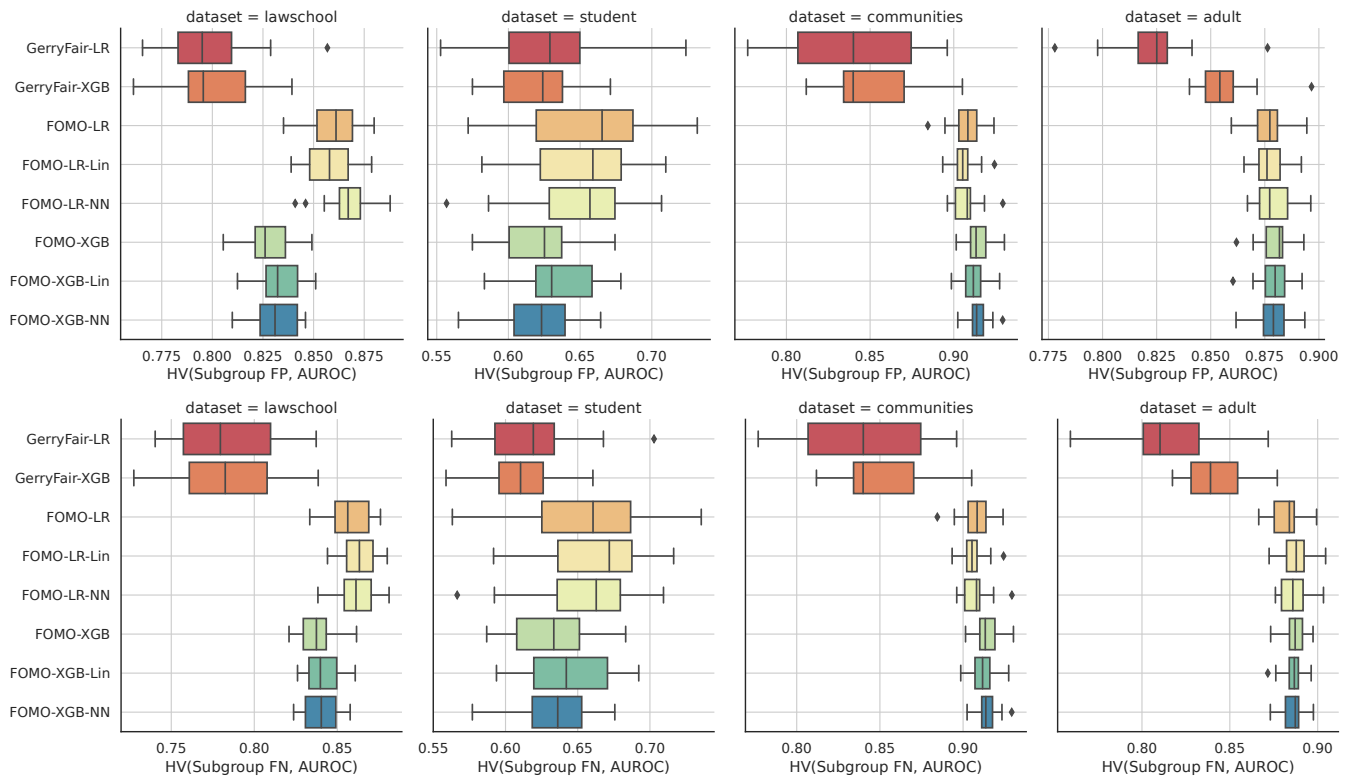 dataset = lawschool dataset = student dataset = communities dataset = adult
GerryFair-LR
GerryFair-XGB
FOMO-LR
FOMO-LR-Lin
FOMO-LR-NN
FOMO-XGB
FOMO-XGB-Lin
FOMO-XGB-NN
0.775 0.800 0.825 0.850 0.875 0.55 0.60 0.65 0.70 0.80 0.85 0.90 0.775 0.800 0.825 0.850 0.875 0.900
HV(Subgroup FP, AUROC) HV(Subgroup FP, AUROC) HV(Subgroup FP, AUROC) HV(Subgroup FP, AUROC)
dataset = lawschool dataset = student dataset = communities dataset = adult
GerryFair-LR
GerryFair-XGB
FOMO-LR
FOMO-LR-Lin
FOMO-LR-NN
FOMO-XGB
FOMO-XGB-Lin
FOMO-XGB-NN
0.75 0.80 0.85 0.55 0.60 0.65 0.70 0.80 0.85 0.90 0.80 0.85 0.90
HV(Subgroup FN, AUROC) HV(Subgroup FN, AUROC) HV(Subgroup FN, AUROC) HV(Subgroup FN, AUROC)